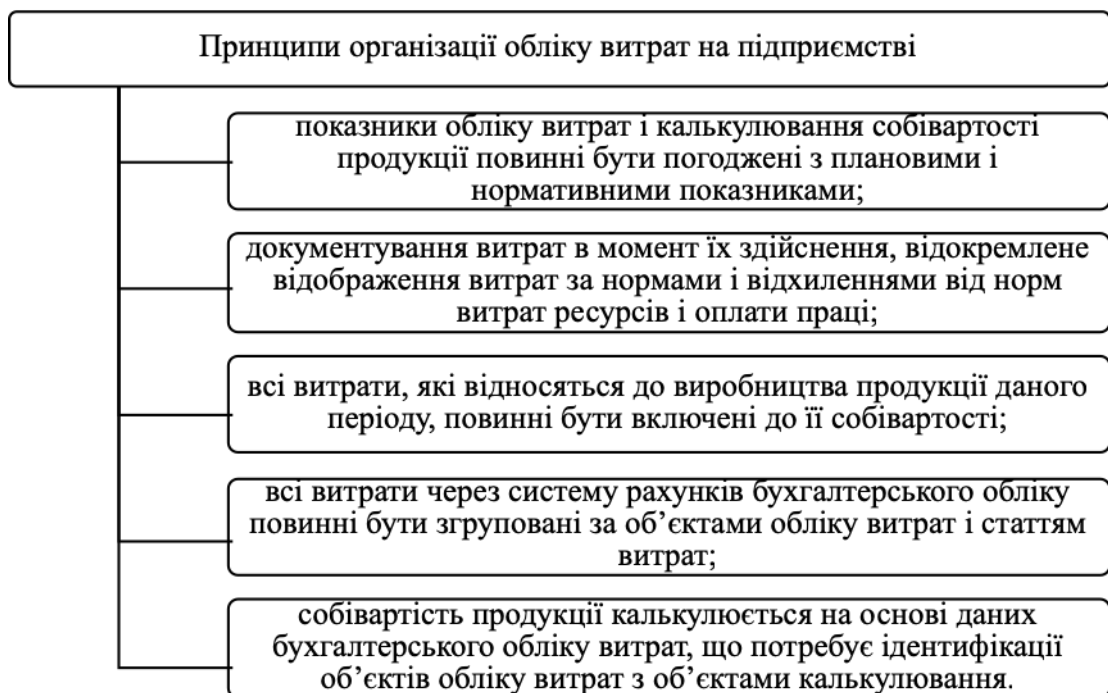 Принципи організації обліку витрат на підприємстві
показники обліку витрат і калькулювання собівартості
продукції повинні бути погоджені з плановими і
нормативними показниками;
документування витрат в момент їх здійснення, відокремлене
відображення витрат за нормами і відхиленнями від норм
витрат ресурсів і оплати праці;
всі витрати, які відносяться до виробництва продукції даного
періоду, повинні бути включені до її собівартості;
всі витрати через систему рахунків бухгалтерського обліку
повинні бути згруповані за об’єктами обліку витрат і статтям
витрат;
собівартість продукції калькулюється на основі даних
бухгалтерського обліку витрат, що потребує ідентифікації
об’єктів обліку витрат з об’єктами калькулювання.